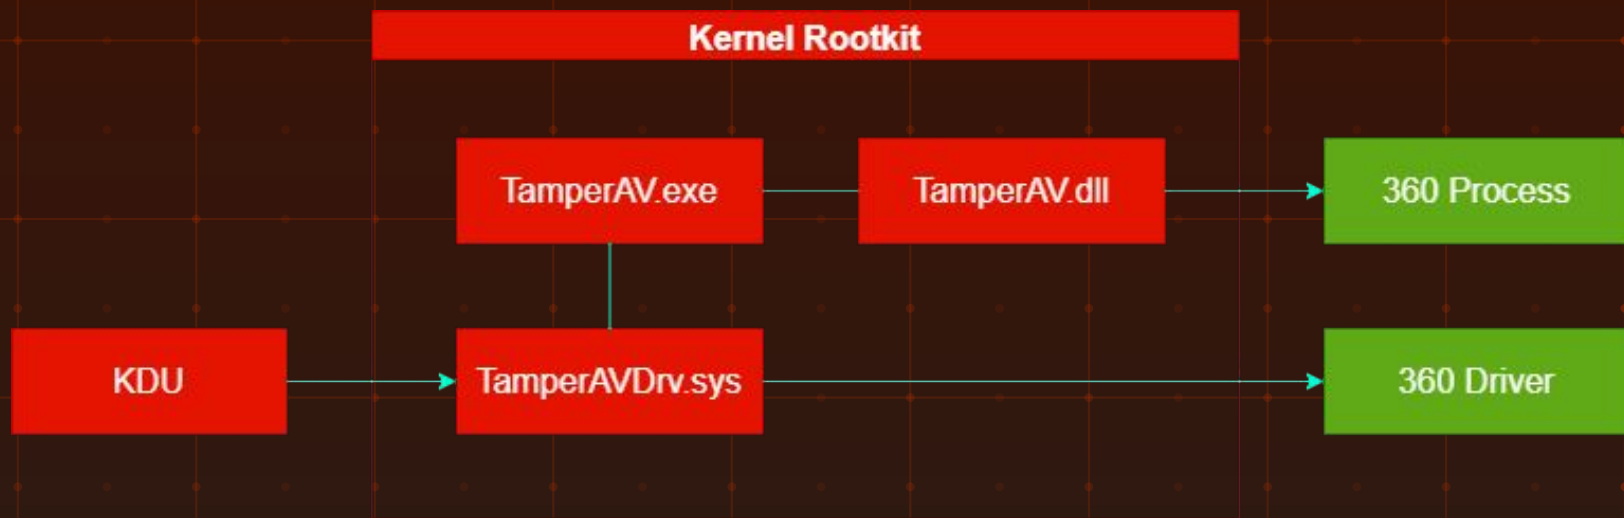 Kernel Rootkit
TamperAV.exe
TamperAV.dll
360 Process
KDU
TamperAVDrv.sys
360 Driver